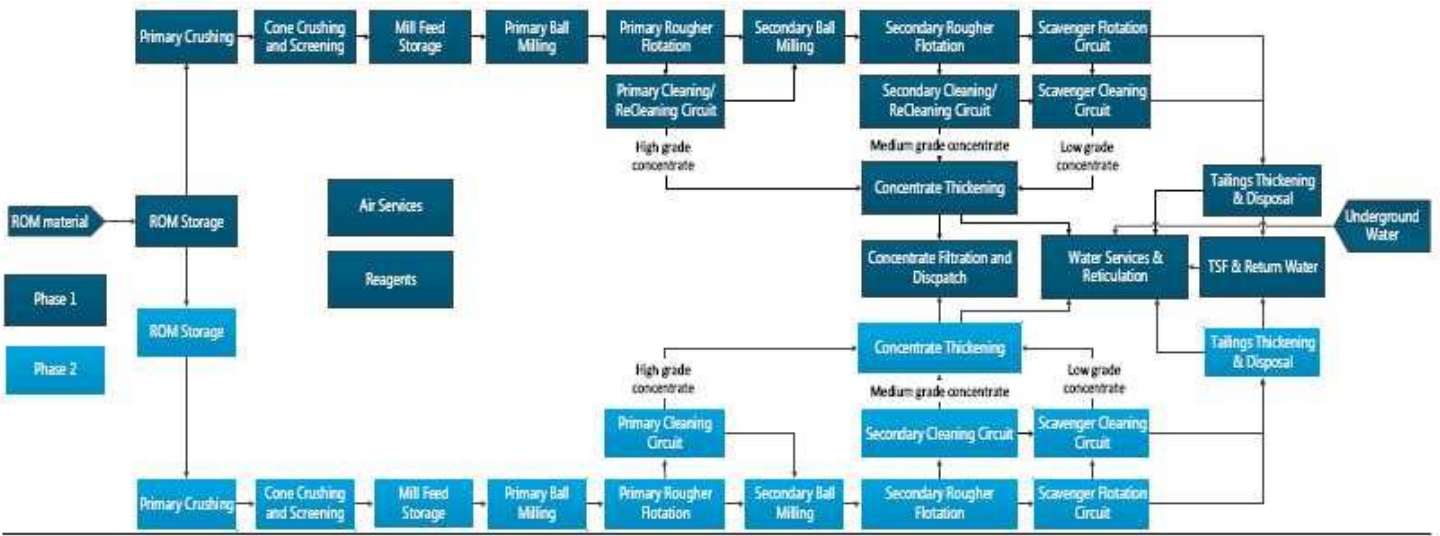 Primary Crushing
Cone Crushing
and Screening
Mill Feed
Storage
Primary Ball
Milling
Primary Rougher
Flotation
Secondary Ball
Milling
Secondary Rougher
Flotation
Scavenger Flotation
Circuit
Primary Cleaning/
ReCleaning Circuit
Secondary Cleaning/
ReCleaning Circuit
Scavenger Cleaning
Circuit
High grade
concentrate
Medium grade concentrate
Low grade
concentrate
Concentrate Thickening
Tailings Thickening
& Disposal
ROM material
ROM Storage
Air Services
Underground
Water
Reagents
Concentrate Filtration and
Discpatch
Water Services &
Reticulation
TSF & Return Water
Phase 1
ROM Storage
Phase 2
Concentrate Thickening
Tailings Thickening
& Disposal
High grade
concentrate
Medium grade concentrate
Low grade
concentrate
Primary Cleaning
Circuit
Secondary Cleaning Circuit
Scavenger Cleaning
Circuit
Primary Crushing
Cone Crushing
and Screening
Mill Feed
Storage
Primary Ball
Milling
Primary Rougher
Flotation
Secondary Ball
Milling
Secondary Rougher
Flotation
Scavenger Flotation
Circuit